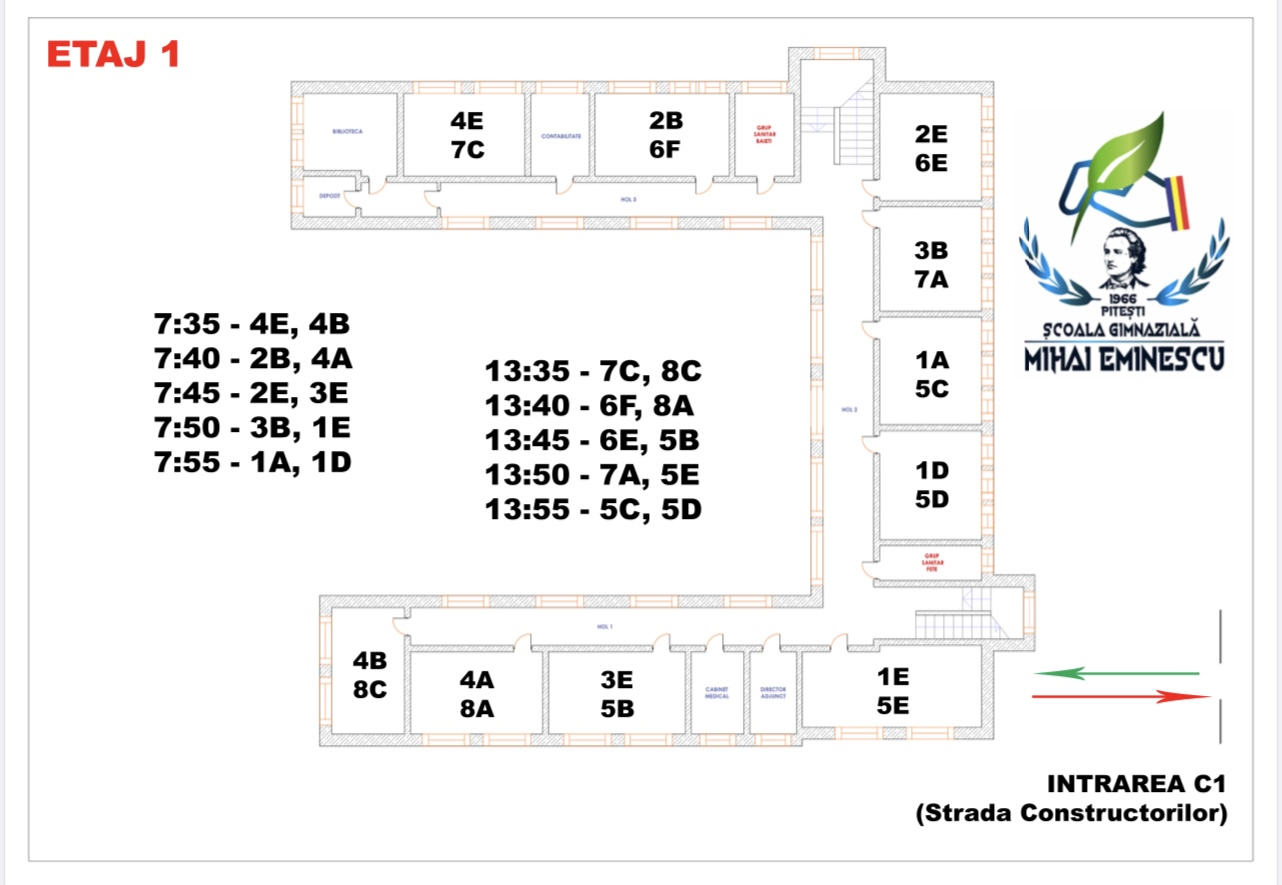 ETAJ 1
BIBLIOTECA
4E
7C
CONTABILITATE
2B
6F
GRUP
SANITAR
BAIETI
2E
6E
DEPOZIT
HOL 3
3B
7A
1966
PITEȘTI
ȘCOALA GIMNAZIALĂ
MIHAI EMINESCU
7:35 - 4E, 4B
7:40 - 2B, 4A
7:45 - 2E, 3E
7:50 - 3B, 1E
7:55 - 1A, 1D
13:35 - 7C, 8C
13:40 - 6F, 8A
13:45 - 6E, 5B
13:50 - 7A, 5E
13:55 - 5C, 5D
1A
5C
HOL 2
1D
5D
GRUP
SANITAR
FETE
HOL 1
4B
8C
4A
8A
3E
5B
CABINET
MEDICAL
DIRECTOR
ADJUNCT
1E
5E
INTRAREA C1
(Strada Constructorilor)